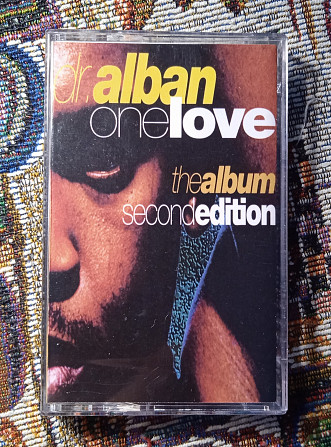 dr alban
onelove
thealbum
secondedition